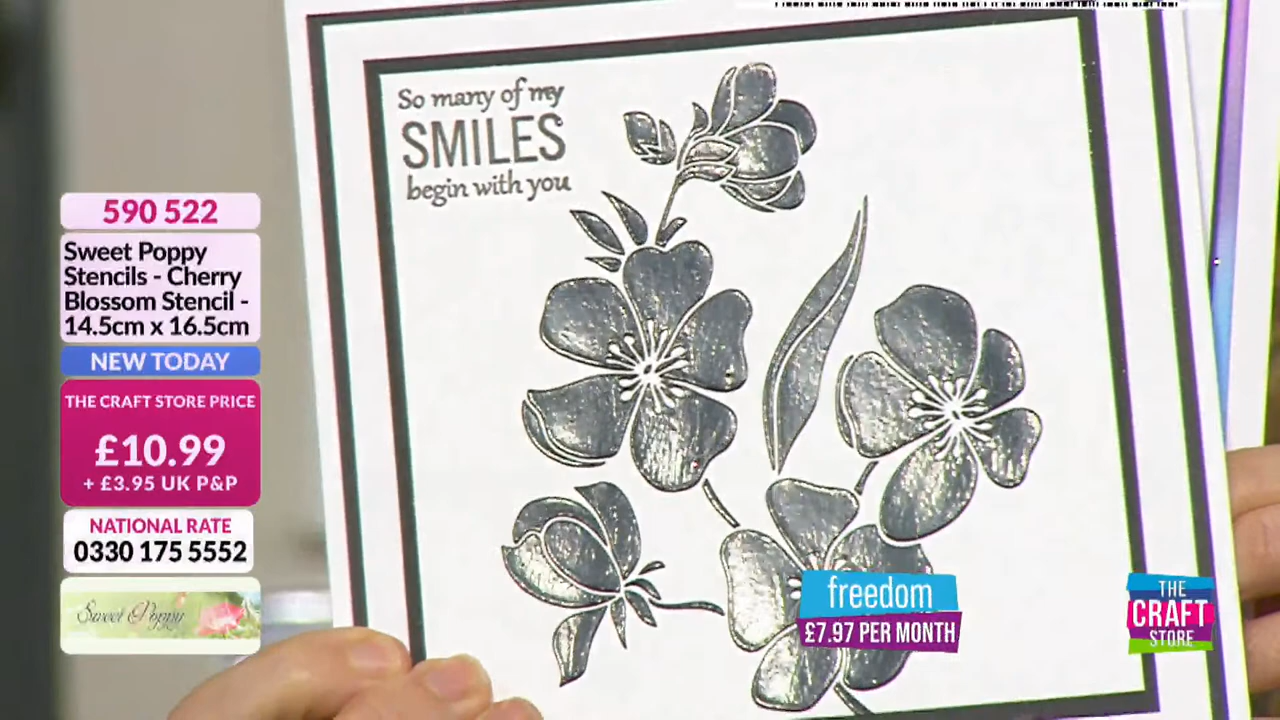 So many of my
SMILES
begin with you
590 522
Sweet Poppy
Stencils - Cherry
Blossom Stencil -
14.5cm x 16.5cm
NEW TODAY
THE CRAFT STORE PRICE
£10.99
+ £3.95 UK P&P
NATIONAL RATE
0330 175 5552
Sweet Poppy
freedom
£7.97 PER MONTH
THE
CRAFT
STORE